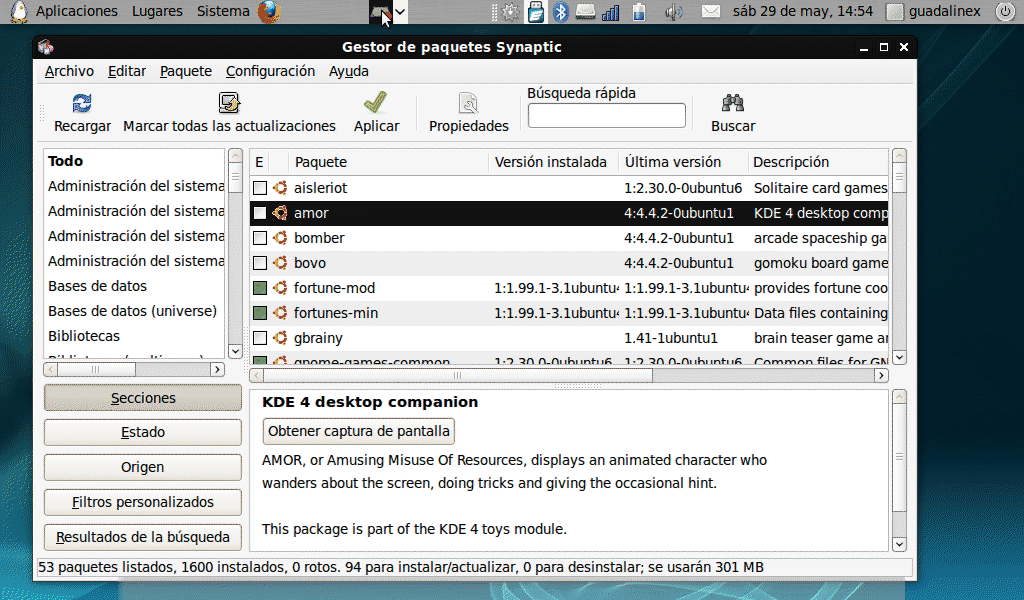 Aplicaciones Lugares Sistema sáb 29 de may, 14:54 guadalinex
Gestor de paquetes Synaptic
Archivo Editar Paquete Configuración Ayuda
Búsqueda rápida
Recargar Marcar todas las actualizaciones Aplicar Propiedades Buscar
Todo
Administración del sistema
Administración del sistema
Administración del sistema
Administración del sistema
Bases de datos
Bases de datos (universe)
Bibliotecas
E Paquete Versión instalada Última versión Descripción
aisleriot 1:2.30.0-0ubuntu6 Solitaire card games
amor 4:4.4.2-0ubuntu1 KDE 4 desktop comp
bomber 4:4.4.2-0ubuntu1 arcade spaceship ga
bovo 4:4.4.2-0ubuntu1 gomoku board game
fortune-mod 1:1.99.1-3.1ubuntu4 1:1.99.1-3.1ubuntu4 provides fortune coo
fortunes-min 1:1.99.1-3.1ubuntu4 1:1.99.1-3.1ubuntu4 Data files containing
gbrainy 1.41-1ubuntu1 brain teaser game an
gnome-games-common 1:2.30.0-0ubuntu6 1:2.30.0-0ubuntu6 Common files for GN
Secciones
Estado
Origen
Filtros personalizados
Resultados de la búsqueda
KDE 4 desktop companion
Obtener captura de pantalla
AMOR, or Amusing Misuse Of Resources, displays an animated character who
wanders about the screen, doing tricks and giving the occasional hint.
This package is part of the KDE 4 toys module.
53 paquetes listados, 1600 instalados, 0 rotos. 94 para instalar/actualizar, 0 para desinstalar; se usarán 301 MB